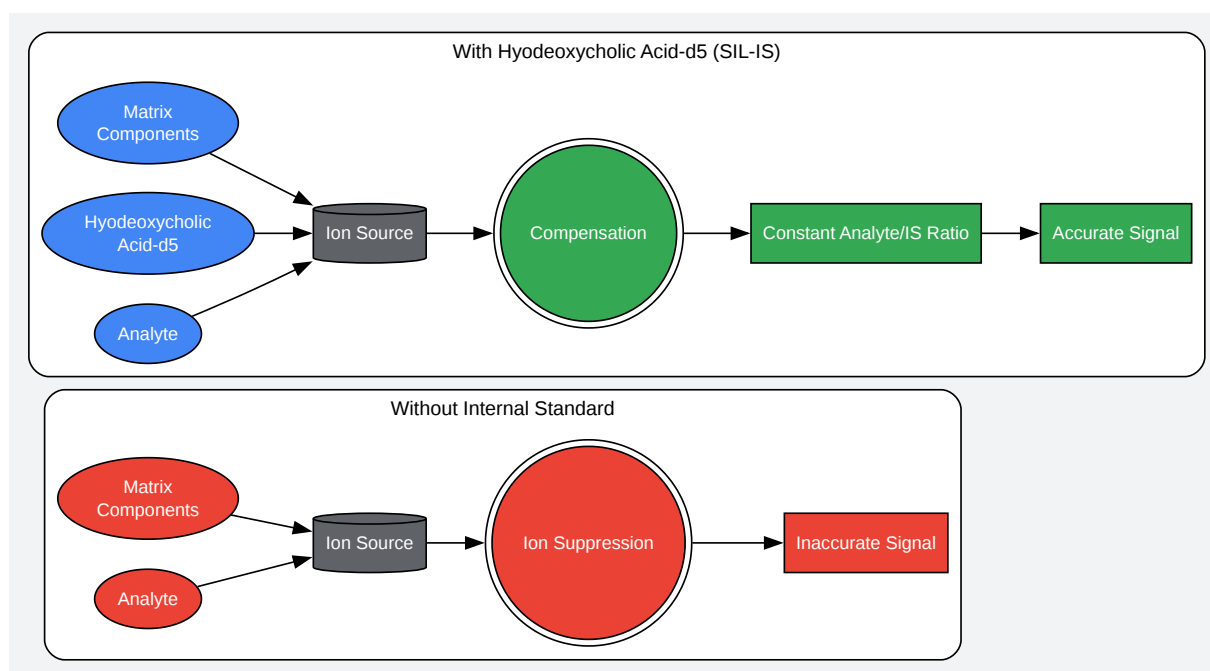 With Hyodeoxycholic Acid-d5 (SIL-IS)
Matrix
Components
Hyodeoxycholic
Acid-d5
Analyte
Ion Source
Compensation
Constant Analyte/IS Ratio
Accurate Signal
Without Internal Standard
Matrix
Components
Analyte
Ion Source
Ion Suppression
Inaccurate Signal